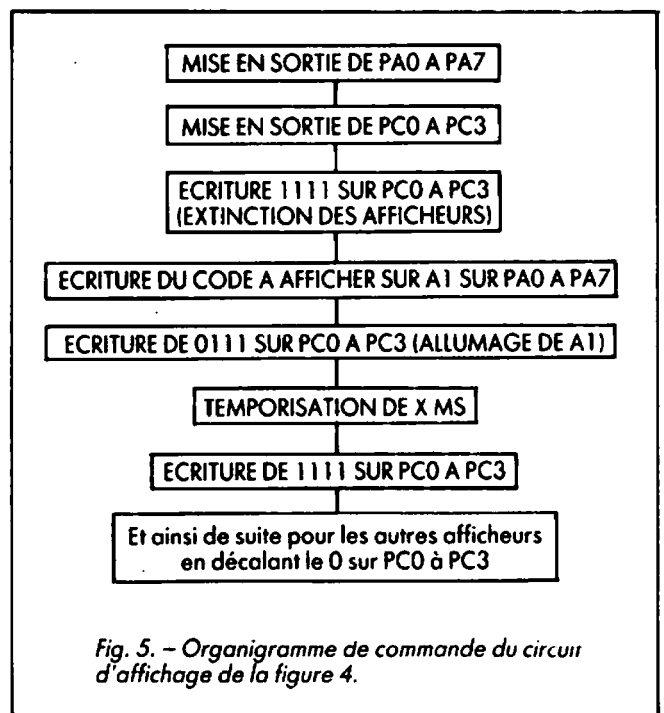 MISE EN SORTIE DE PA0 A PA7
MISE EN SORTIE DE PC0 A PC3
ECRITURE 1111 SUR PC0 A PC3
(EXTINCTION DES AFFICHEURS)
ECRITURE DU CODE A AFFICHER SUR A1 SUR PA0 A PA7
ECRITURE DE 0111 SUR PC0 A PC3 (ALLUMAGE DE A1)
TEMPORISATION DE X MS
ECRITURE DE 1111 SUR PC0 A PC3
Et ainsi de suite pour les autres afficheurs
en décalant le 0 sur PC0 à PC3
Fig. 5. – Organigramme de commande du circuit
d'affichage de la figure 4.